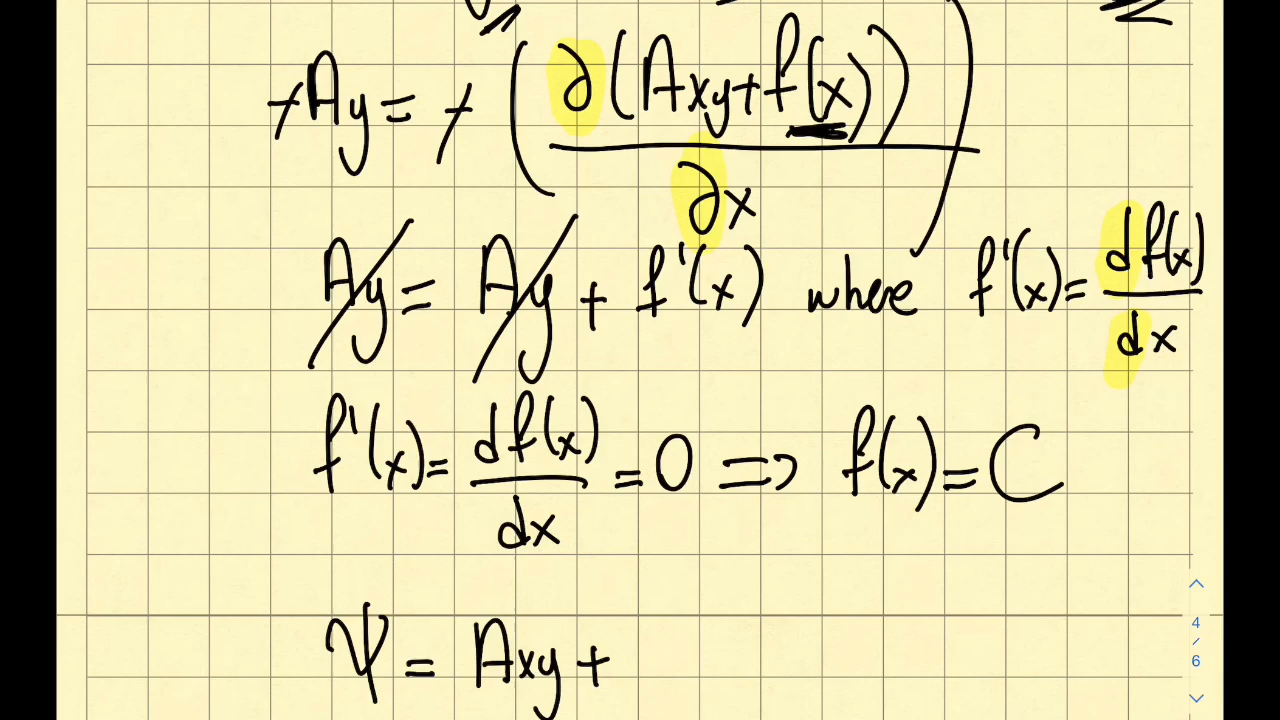 -Ay = - (∂(Axy+f(x))/∂x)
Ay = Ay + f'(x) where f'(x) = df(x)/dx
f'(x) = df(x)/dx = 0 ⇒ f(x) = C
Ψ = Axy +
4
/
6